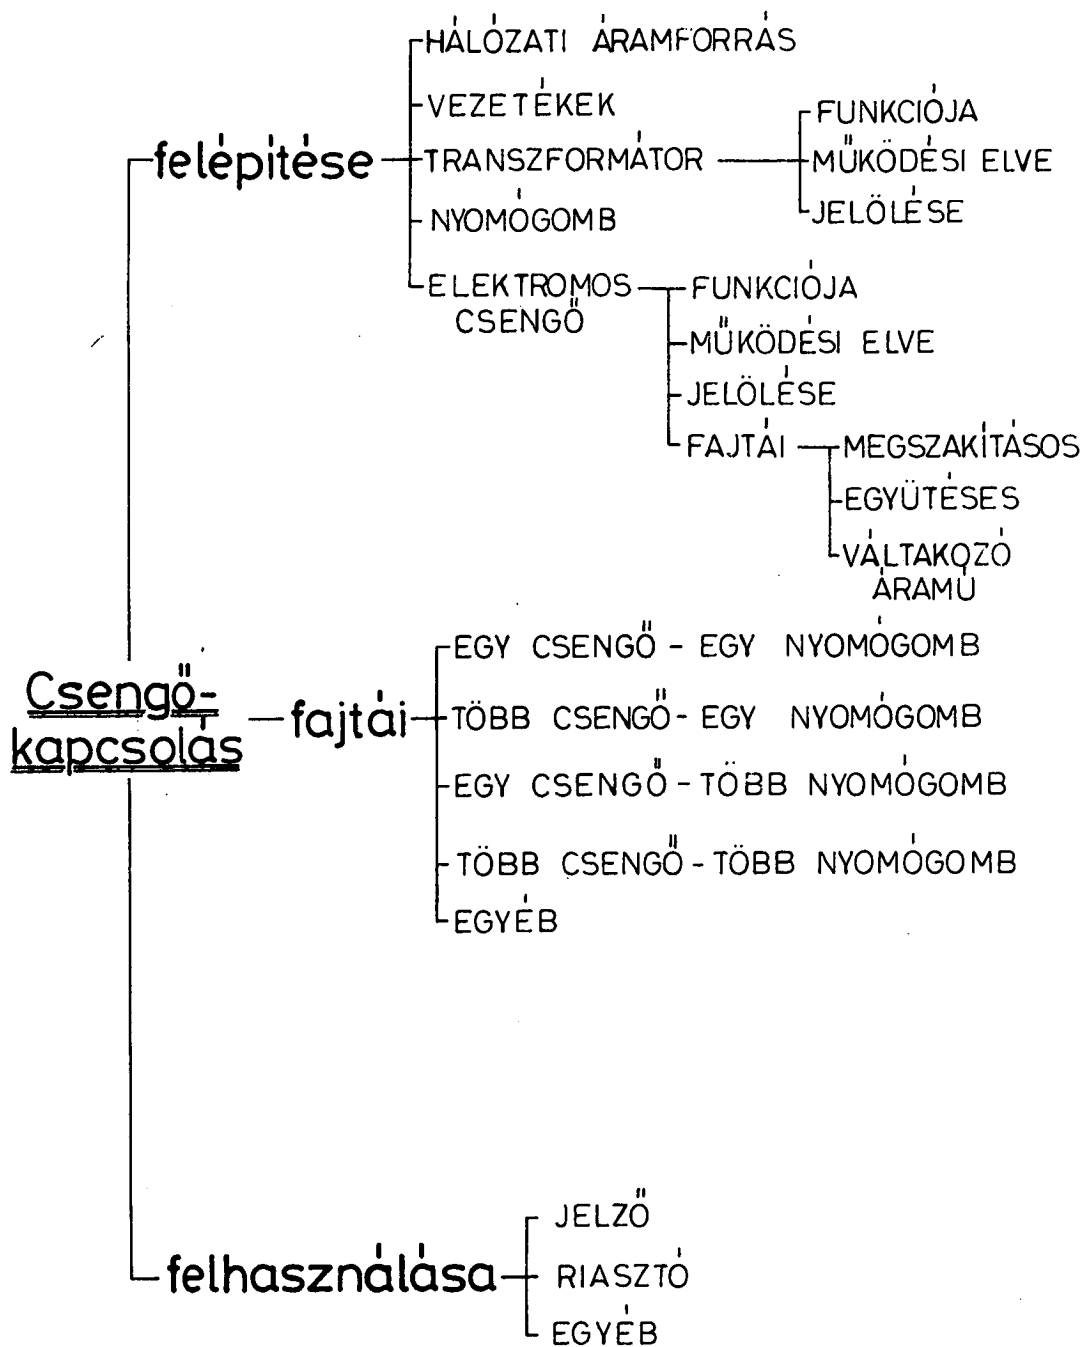 HÁLÓZATI ÁRAMFORRÁS
VEZETÉKEK
felépítése
TRANSZFORMÁTOR
FUNKCIÓJA
MŰKÖDÉSI ELVE
JELÖLÉSE
NYOMÓGOMB
ELEKTROMOS
CSENGŐ
FUNKCIÓJA
MŰKÖDÉSI ELVE
JELÖLÉSE
FAJTÁI
MEGSZAKÍTÁSOS
EGYÜTÉSES
VÁLTAKOZÓ
ÁRAMÚ
Csengő-
kapcsolás
fajtái
EGY CSENGŐ - EGY NYOMÓGOMB
TÖBB CSENGŐ - EGY NYOMÓGOMB
EGY CSENGŐ - TÖBB NYOMÓGOMB
TÖBB CSENGŐ - TÖBB NYOMÓGOMB
EGYÉB
felhasználása
JELZŐ
RIASZTÓ
EGYÉB